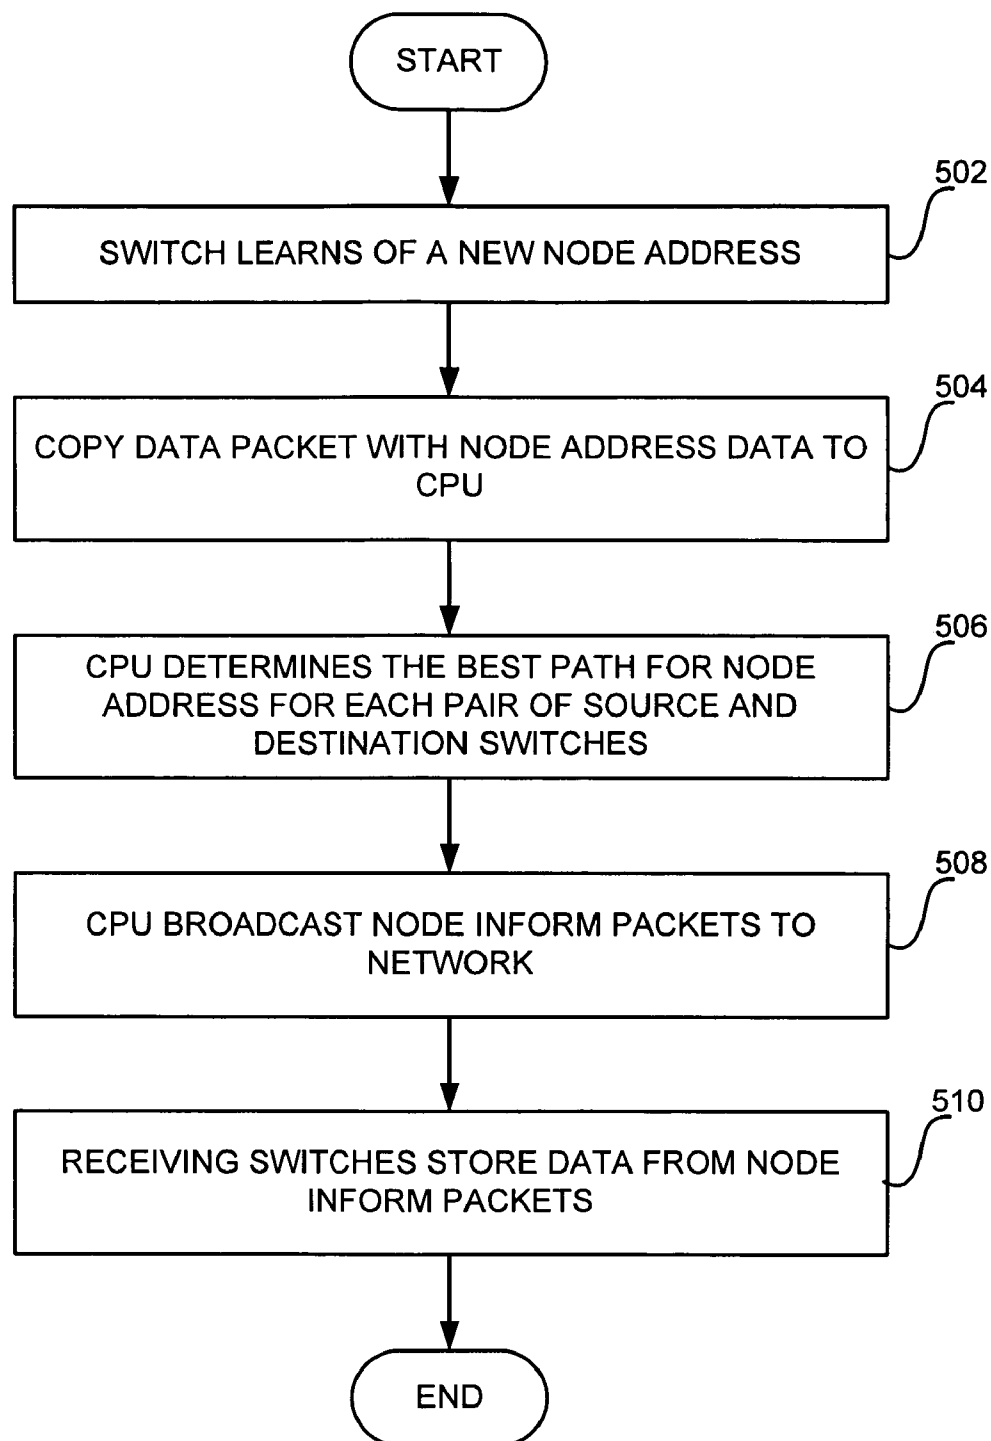 START
502
SWITCH LEARNS OF A NEW NODE ADDRESS
504
COPY DATA PACKET WITH NODE ADDRESS DATA TO
CPU
506
CPU DETERMINES THE BEST PATH FOR NODE
ADDRESS FOR EACH PAIR OF SOURCE AND
DESTINATION SWITCHES
508
CPU BROADCAST NODE INFORM PACKETS TO
NETWORK
510
RECEIVING SWITCHES STORE DATA FROM NODE
INFORM PACKETS
END